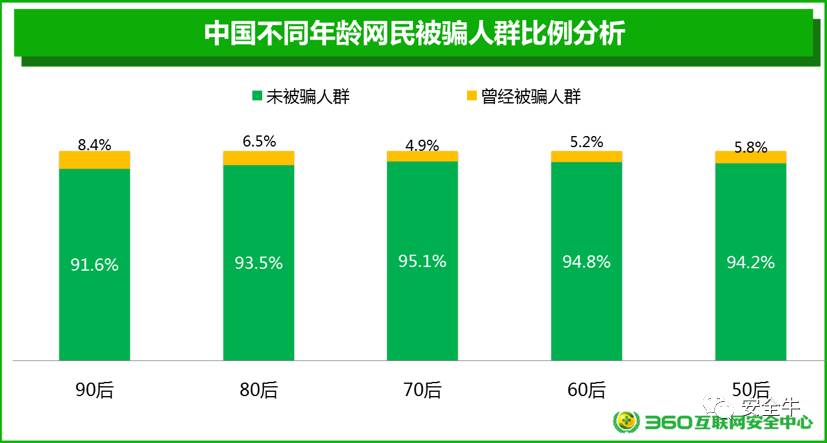 中国不同年龄网民被骗人群比例分析
未被骗人群 曾经被骗人群
8.4% 6.5% 4.9% 5.2% 5.8%
91.6% 93.5% 95.1% 94.8% 94.2%
90后 80后 70后 60后 50后
安全牛
360互联网安全中心